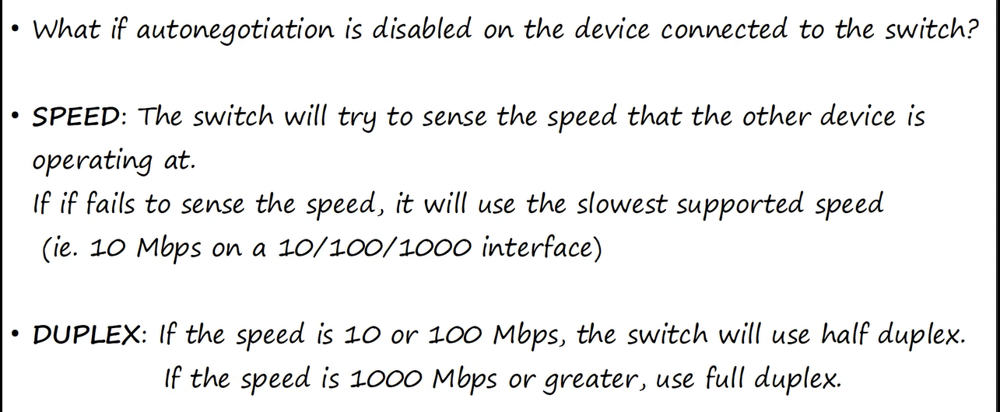 • What if autonegotiation is disabled on the device connected to the switch?
• SPEED: The switch will try to sense the speed that the other device is
operating at.
If if fails to sense the speed, it will use the slowest supported speed
(ie. 10 Mbps on a 10/100/1000 interface)
• DUPLEX: If the speed is 10 or 100 Mbps, the switch will use half duplex.
If the speed is 1000 Mbps or greater, use full duplex.